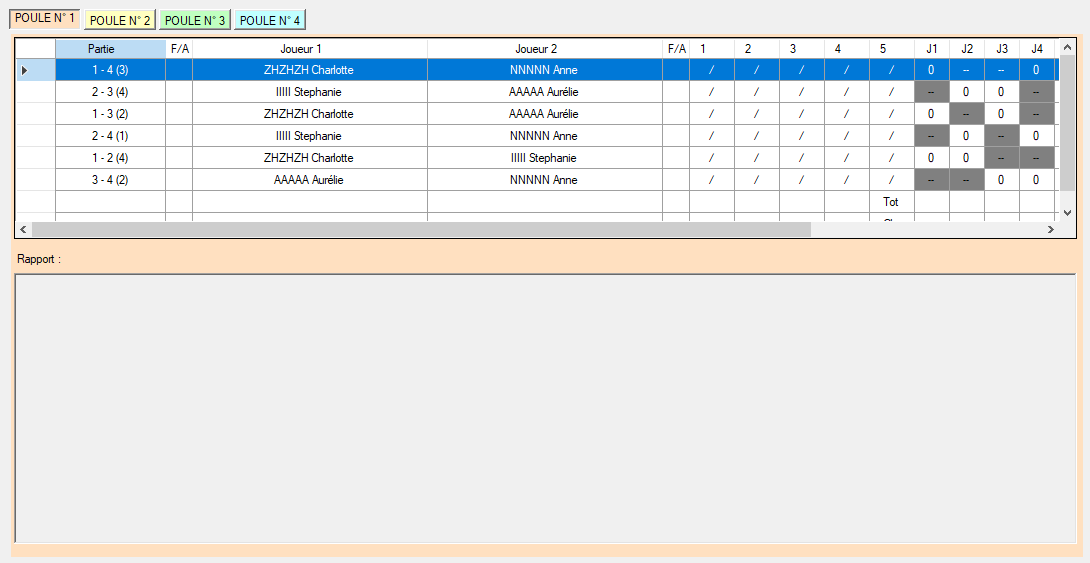 POULE N° 1 POULE N° 2 POULE N° 3 POULE N° 4
Partie F/A Joueur 1 Joueur 2 F/A 1 2 3 4 5 J1 J2 J3 J4
1 - 4 (3) ZHZHZH Charlotte NNNNN Anne / / / / / 0 -- -- 0
2 - 3 (4) IIIII Stephanie AAAAA Aurélie / / / / / -- 0 0 --
1 - 3 (2) ZHZHZH Charlotte AAAAA Aurélie / / / / / 0 -- 0 --
2 - 4 (1) IIIII Stephanie NNNNN Anne / / / / / -- 0 -- 0
1 - 2 (4) ZHZHZH Charlotte IIIII Stephanie / / / / / 0 0 -- --
3 - 4 (2) AAAAA Aurélie NNNNN Anne / / / / / -- -- 0 0
Tot
Rapport :